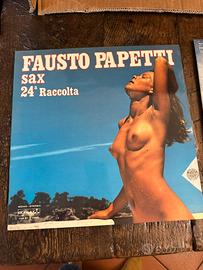 FAUSTO PAPETTI
sax
24ª Raccolta